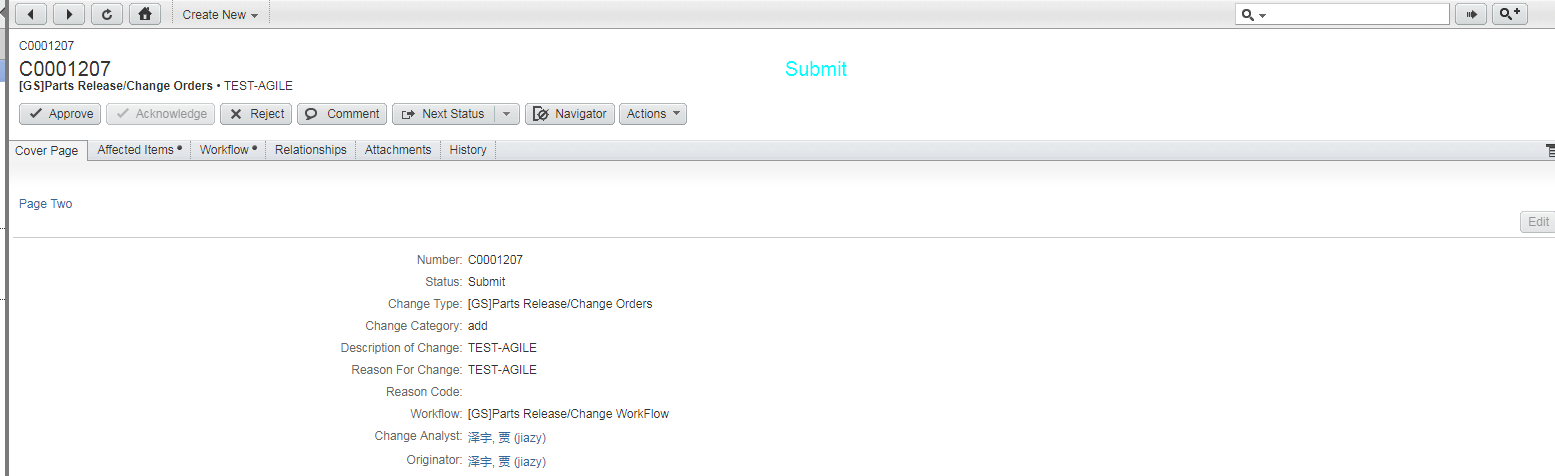 Create New
C0001207
C0001207
Submit
[GS]Parts Release/Change Orders • TEST-AGILE
Approve Acknowledge Reject Comment Next Status Navigator Actions
Cover Page Affected Items • Workflow • Relationships Attachments History
Page Two
Edit
Number: C0001207
Status: Submit
Change Type: [GS]Parts Release/Change Orders
Change Category: add
Description of Change: TEST-AGILE
Reason For Change: TEST-AGILE
Reason Code:
Workflow: [GS]Parts Release/Change WorkFlow
Change Analyst: 泽宇, 贾 (jiazy)
Originator: 泽宇, 贾 (jiazy)